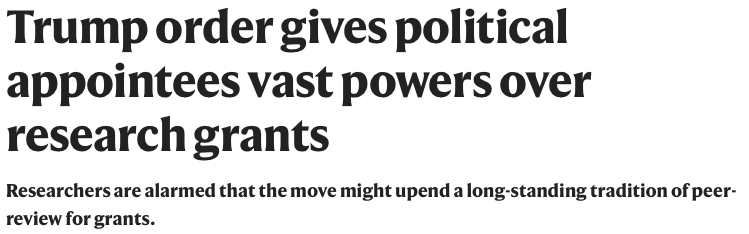 Trump order gives political
appointees vast powers over
research grants
Researchers are alarmed that the move might upend a long-standing tradition of peer-
review for grants.